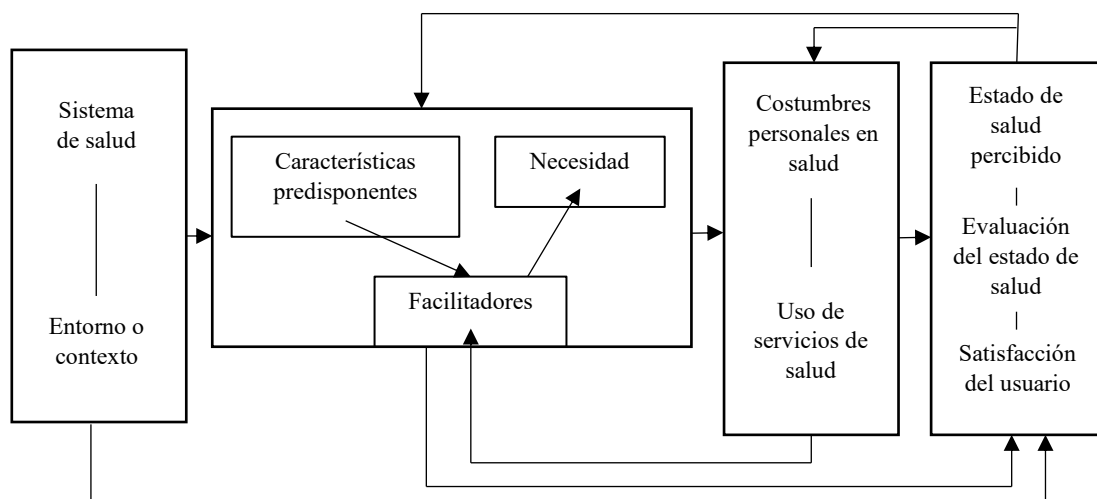 Sistema
de salud
Entorno o
contexto
Característícas
predisponentes
Necesidad
Facilitadores
Costumbres
personales en
salud
Uso de
servicios de
salud
Estado de
salud
percibido
Evaluación
del estado de
salud
Satisfacción
del usuario